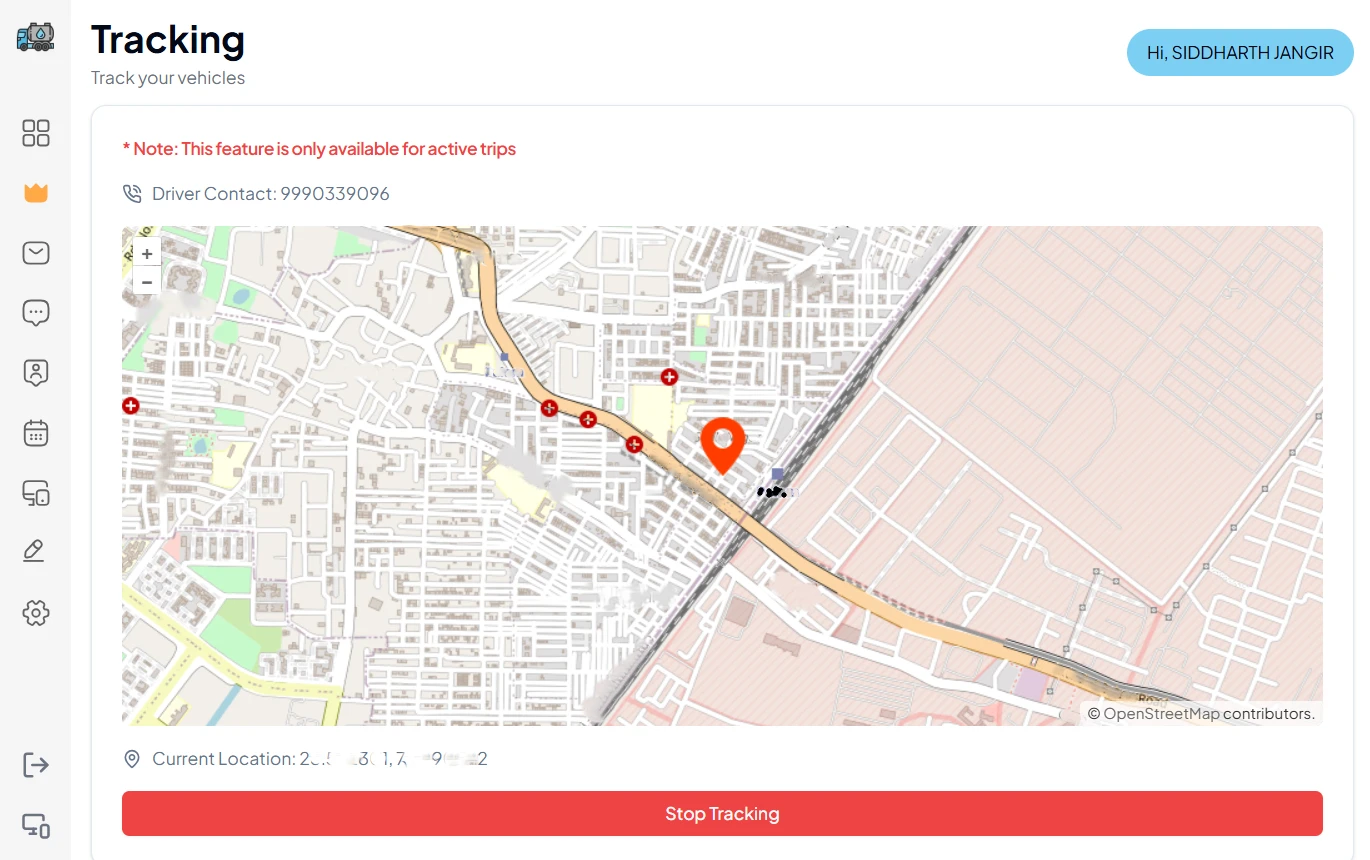 Tracking
Hi, SIDDHARTH JANGIR
Track your vehicles
* Note: This feature is only available for active trips
Driver Contact: 9990339096
+
−
© OpenStreetMap contributors.
Current Location:
Stop Tracking